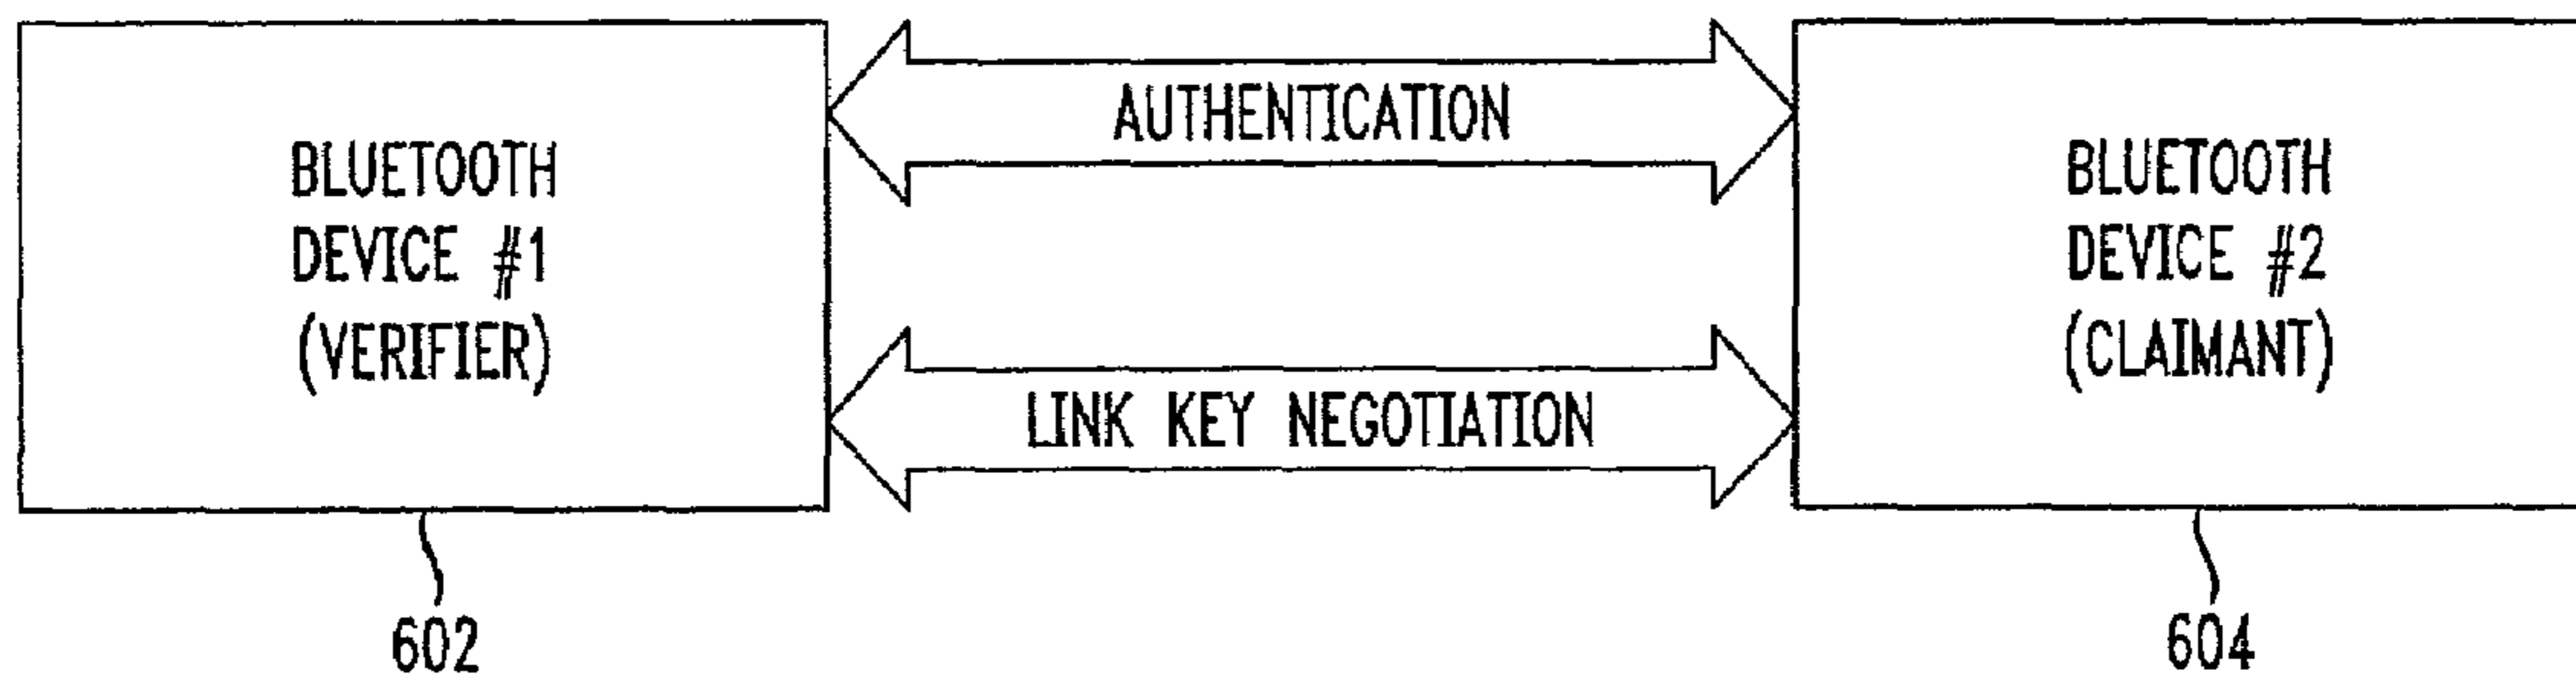 BLUETOOTH
DEVICE #1
(VERIFIER)
AUTHENTICATION
LINK KEY NEGOTIATION
BLUETOOTH
DEVICE #2
(CLAIMANT)
602
604